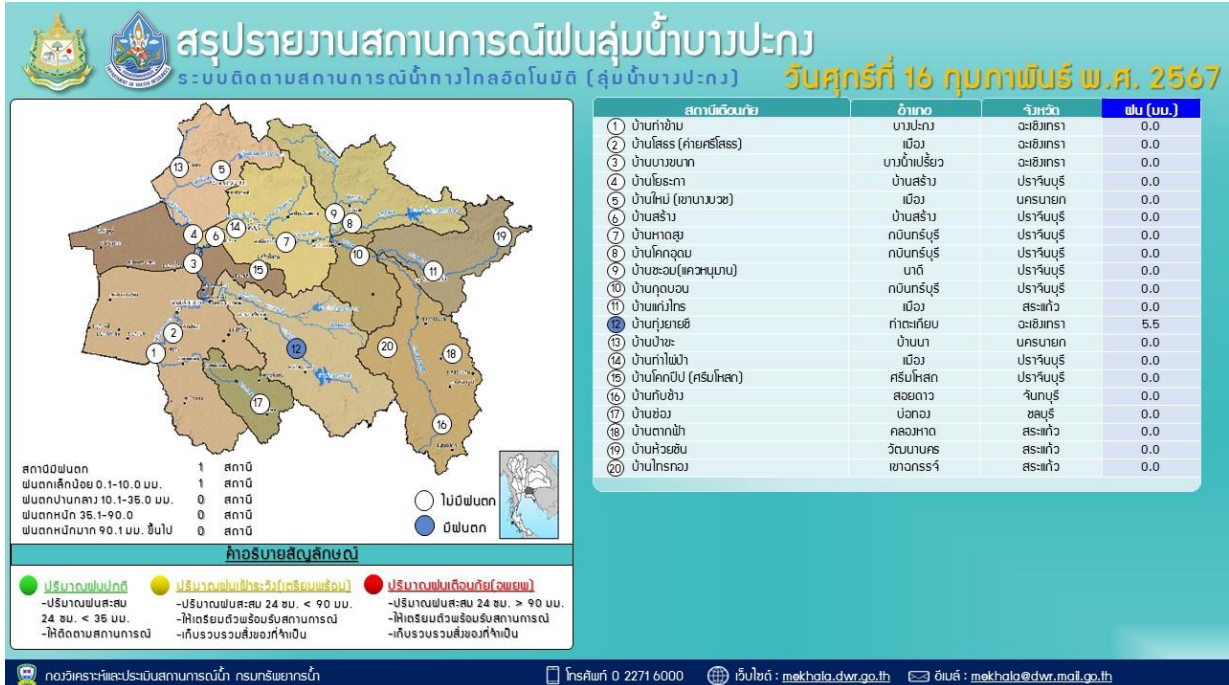 สรุปรายงานสถานการณ์ฝนลุ่มน้ำบางปะกง
ระบบติดตามสถานการณ์น้ำทางไกลอัตโนมัติ (ลุ่มน้ำบางปะกง)
วันศุกร์ที่ 16 กุมภาพันธ์ พ.ศ. 2567
สถานีเตือนภัย อำเภอ จังหวัด ฝน (มม.)
1 บ้านท่าข้าม บางปะกง ฉะเชิงเทรา 0.0
2 บ้านโสธร (ค่ายศรีโสธร) เมือง ฉะเชิงเทรา 0.0
3 บ้านบางขนาก บางน้ำเปรี้ยว ฉะเชิงเทรา 0.0
4 บ้านโยธะกา บ้านสร้าง ปราจีนบุรี 0.0
5 บ้านใหม่ (เขานางบวช) เมือง นครนายก 0.0
6 บ้านสร้าง บ้านสร้าง ปราจีนบุรี 0.0
7 บ้านหาดสูง กบินทร์บุรี ปราจีนบุรี 0.0
8 บ้านโคกอุดม กบินทร์บุรี ปราจีนบุรี 0.0
9 บ้านซะอม(แควหนุมาน) นาดี ปราจีนบุรี 0.0
10 บ้านกุดบอน กบินทร์บุรี ปราจีนบุรี 0.0
11 บ้านแก่งไทร เมือง สระแก้ว 0.0
12 บ้านทุ่งยายชี ท่าตะเกียบ ฉะเชิงเทรา 5.5
13 บ้านป่าขะ บ้านนา นครนายก 0.0
14 บ้านท่าไผ่ป่า เมือง ปราจีนบุรี 0.0
15 บ้านโคกปีป (ศรีมโหสถ) ศรีมโหสถ ปราจีนบุรี 0.0
16 บ้านทับช้าง สอยดาว จันทบุรี 0.0
17 บ้านช่อง บ่อทอง ชลบุรี 0.0
18 บ้านตากฟ้า คลองหาด สระแก้ว 0.0
19 บ้านห้วยชัน วัฒนานคร สระแก้ว 0.0
20 บ้านไทรทอง เขาฉกรรจ์ สระแก้ว 0.0
สถานีมีฝนตก 1 สถานี
ฝนตกเล็กน้อย 0.1-10.0 มม. 1 สถานี
ฝนตกปานกลาง 10.1-35.0 มม. 0 สถานี
ฝนตกหนัก 35.1-90.0 0 สถานี
ฝนตกหนักมาก 90.1 มม. ขึ้นไป 0 สถานี
ไม่มีฝนตก
มีฝนตก
คำอธิบายสัญลักษณ์
ปริมาณฝนปกติ
-ปริมาณฝนสะสม
24 ชม. < 35 มม.
-ให้ติดตามสถานการณ์
ปริมาณฝนเฝ้าระวัง(เตรียมพร้อม)
-ปริมาณฝนสะสม 24 ชม. < 90 มม.
-ให้เตรียมตัวพร้อมรับสถานการณ์
-เก็บรวบรวมสิ่งของที่จำเป็น
ปริมาณฝนเตือนภัย(อพยพ)
-ปริมาณฝนสะสม 24 ชม. > 90 มม.
-ให้เตรียมตัวพร้อมรับสถานการณ์
-เก็บรวบรวมสิ่งของที่จำเป็น
กองวิเคราะห์และประเมินสถานการณ์น้ำ กรมทรัพยากรน้ำ
โทรศัพท์ 0 2271 6000
เว็บไซต์ : mekhala.dwr.go.th
อีเมล์ : mekhala@dwr.mail.go.th